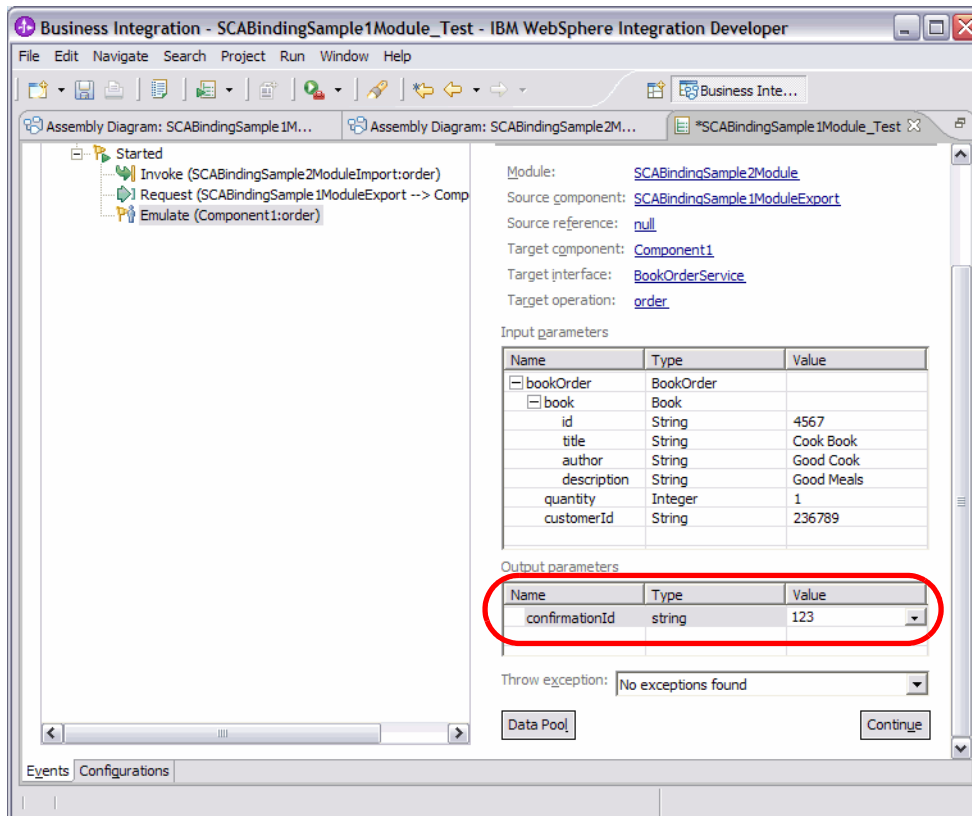 Business Integration - SCABindingSample1Module_Test - IBM WebSphere Integration Developer
File Edit Navigate Search Project Run Window Help
Business Inte...
Assembly Diagram: SCABindingSample1M... Assembly Diagram: SCABindingSample2M... *SCABindingSample1Module_Test
Started
Invoke (SCABindingSample2ModuleImport:order)
Request (SCABindingSample1ModuleExport --> Comp
Emulate (Component1:order)
Module: SCABindingSample2Module
Source component: SCABindingSample1ModuleExport
Source reference: null
Target component: Component1
Target interface: BookOrderService
Target operation: order
Input parameters
Name Type Value
bookOrder BookOrder
book Book
id String 4567
title String Cook Book
author String Good Cook
description String Good Meals
quantity Integer 1
customerId String 236789
Output parameters
Name Type Value
confirmationId string 123
Throw exception: No exceptions found
Data Pool Continue
Events Configurations